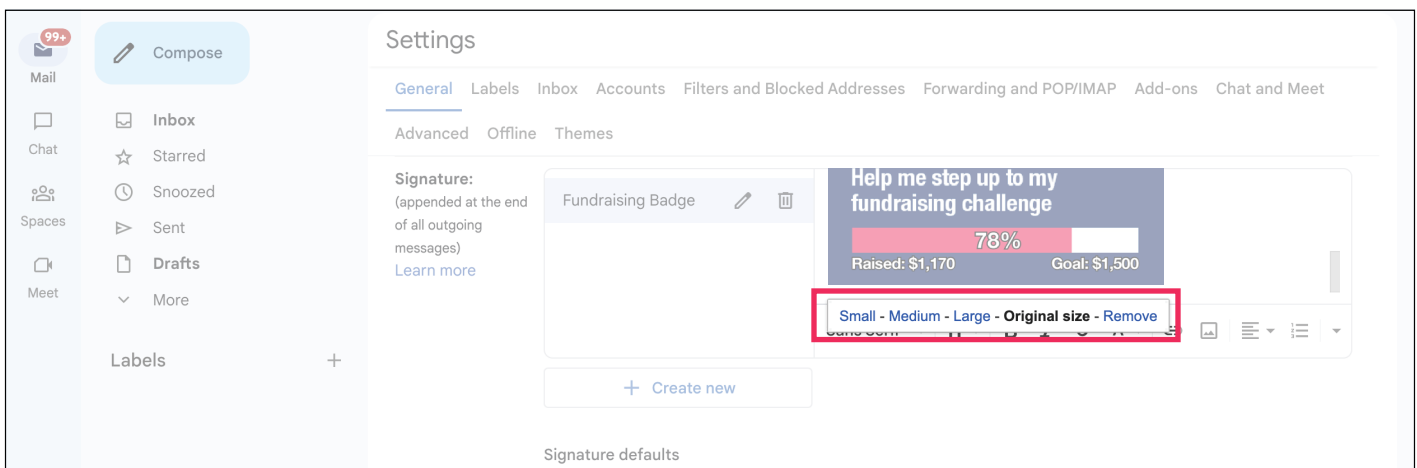 99+
Mail
Chat
Spaces
Meet
Compose
Inbox
Starred
Snoozed
Sent
Drafts
More
Labels
Settings
General Labels Inbox Accounts Filters and Blocked Addresses Forwarding and POP/IMAP Add-ons Chat and Meet
Advanced Offline Themes
Signature:
(appended at the end
of all outgoing
messages)
Learn more
Fundraising Badge
Help me step up to my
fundraising challenge
78%
Raised: $1,170 Goal: $1,500
Small - Medium - Large - Original size - Remove
Create new
Signature defaults